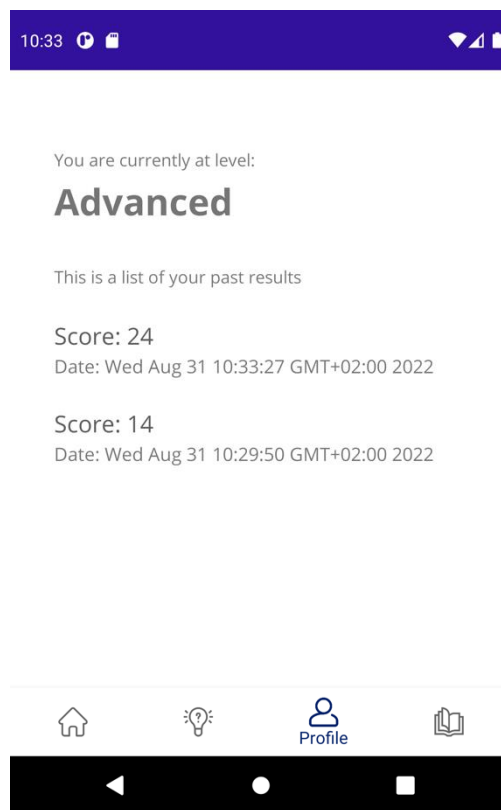 10:33
You are currently at level:
Advanced
This is a list of your past results
Score: 24
Date: Wed Aug 31 10:33:27 GMT+02:00 2022
Score: 14
Date: Wed Aug 31 10:29:50 GMT+02:00 2022
Profile